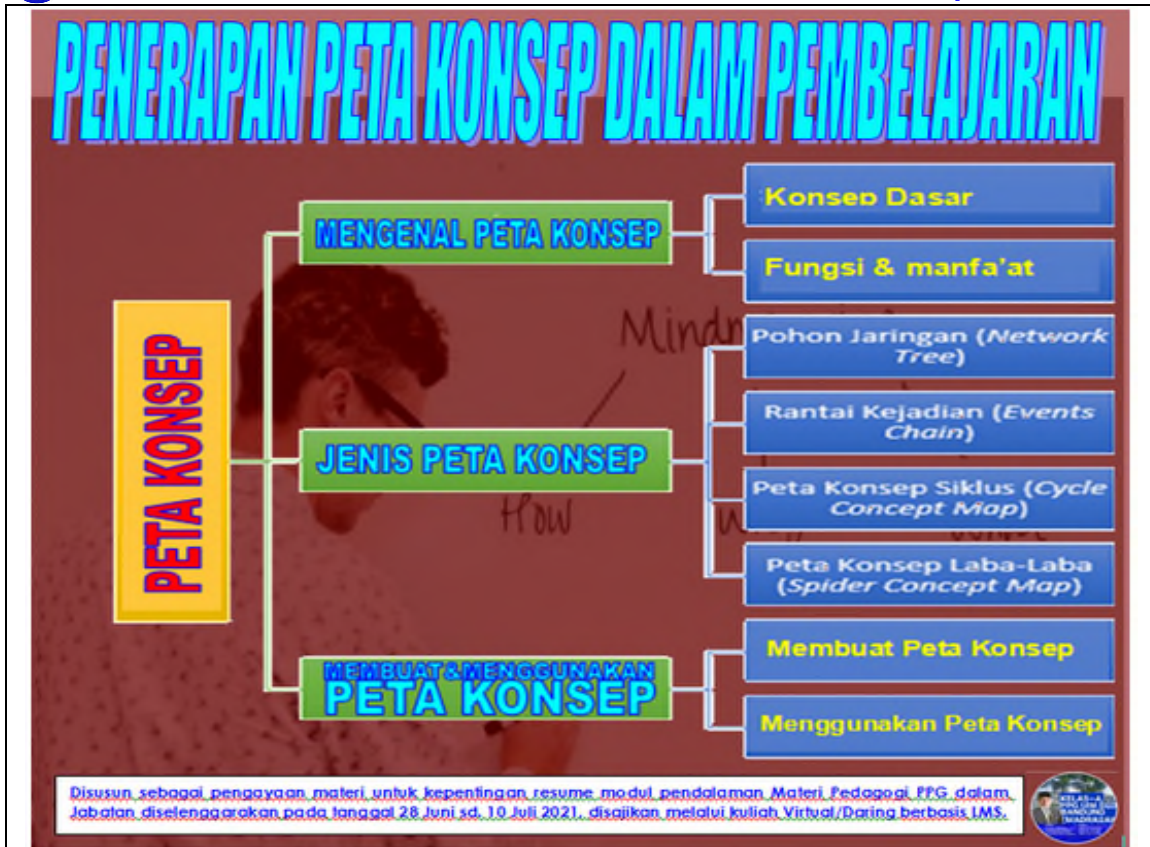 PENERAPAN PETA KONSEP DALAM PEMBELAJARAN
PETA KONSEP
MENGENAL PETA KONSEP
Konsep Dasar
Fungsi & manfa'at
JENIS PETA KONSEP
Pohon Jaringan (Network
Tree)
Rantai Kejadian (Events
Chain)
Peta Konsep Siklus (Cycle
Concept Map)
Peta Konsep Laba-Laba
(Spider Concept Map)
MEMBUAT&MENGGUNAKAN
PETA KONSEP
Membuat Peta Konsep
Menggunakan Peta Konsep
How
Disusun sebagai pengayaan materi untuk kepentingan resume modul pendalaman Materi Pedagogi PPG dalam
Jabatan diselenggarakan pada tanggal 28 Juni sd. 10 Juli 2021, disajikan melalui kuliah Virtual/Daring berbasis LMS.